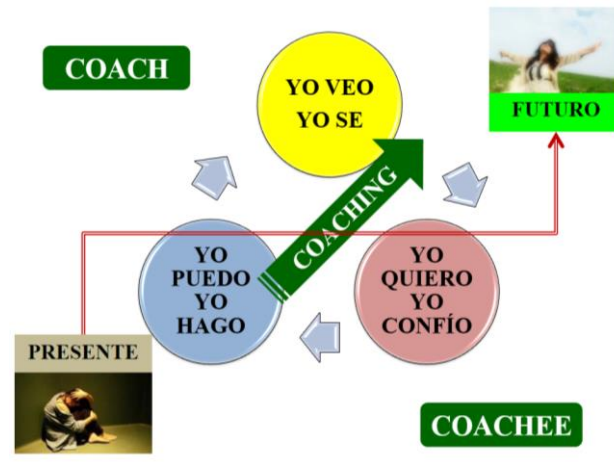 COACH
YO VEO
YO SE
FUTURO
COACHING
YO
PUEDO
YO
HAGO
YO
QUIERO
YO
CONFÍO
PRESENTE
COACHEE